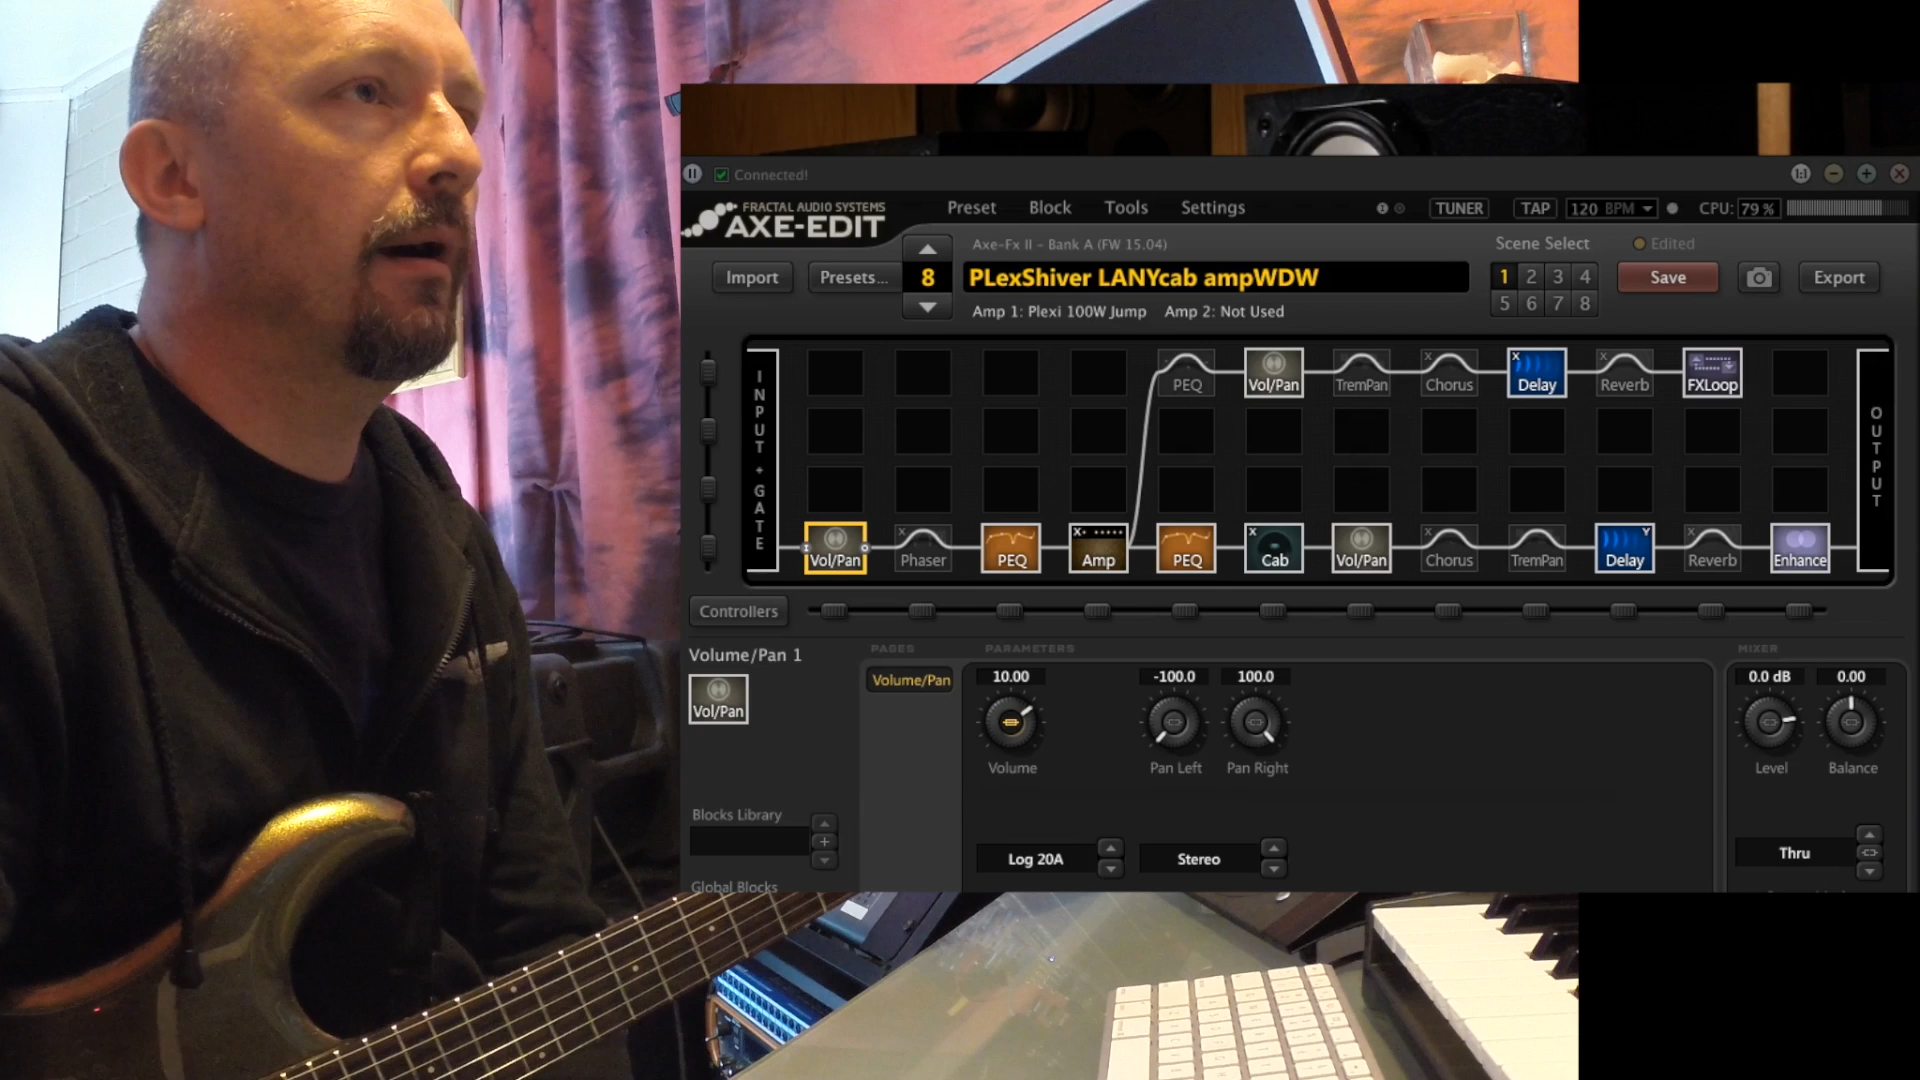 Connected!
FRACTAL AUDIO SYSTEMS
AXE-EDIT
Preset Block Tools Settings
TUNER TAP 120 BPM CPU: 79 %
Axe-Fx II - Bank A (FW 15.04)
Scene Select Edited
Import Presets... 8 PLexShiver LANYcab ampWDW 1 2 3 4 Save Export
Amp 1: Plexi 100W Jump Amp 2: Not Used 5 6 7 8
INPUT + GATE
PEQ Vol/Pan TremPan X Chorus X Delay X Reverb FXLoop
OUTPUT
Vol/Pan X Phaser PEQ X Amp PEQ X Cab Vol/Pan X Chorus TremPan Y Delay X Reverb Enhance
Controllers
Volume/Pan 1 PAGES PARAMETERS MIXER
Vol/Pan
Volume/Pan
10.00 -100.0 100.0 0.0 dB 0.00
Volume Pan Left Pan Right Level Balance
Blocks Library
Log 20A Stereo Thru
Global Blocks